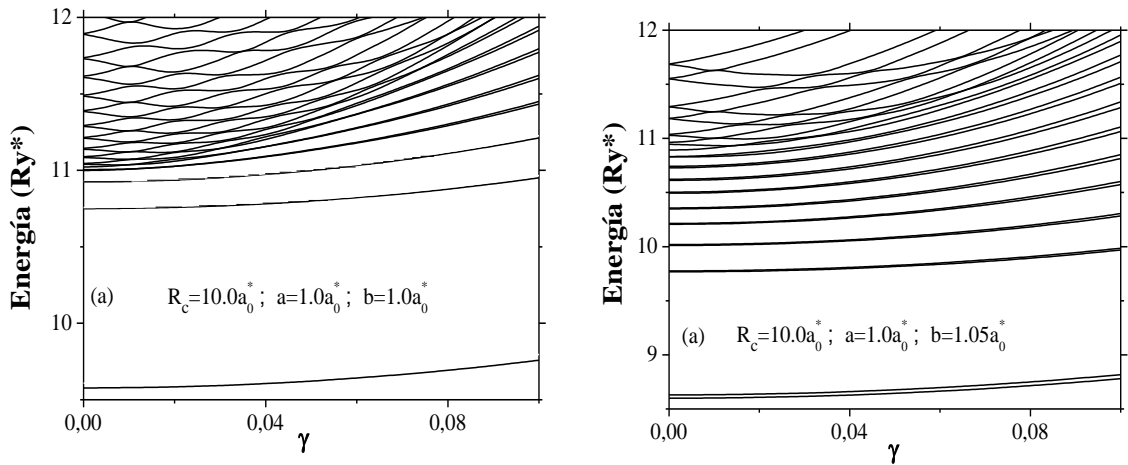 12
11
10
Energía (Ry*)
(a) R_c=10.0a_0^*; a=1.0a_0^*; b=1.0a_0^*
0,00 0,04 0,08
γ
12
11
10
9
Energía (Ry*)
(a) R_c=10.0a_0^*; a=1.0a_0^*; b=1.05a_0^*
0,00 0,04 0,08
γ